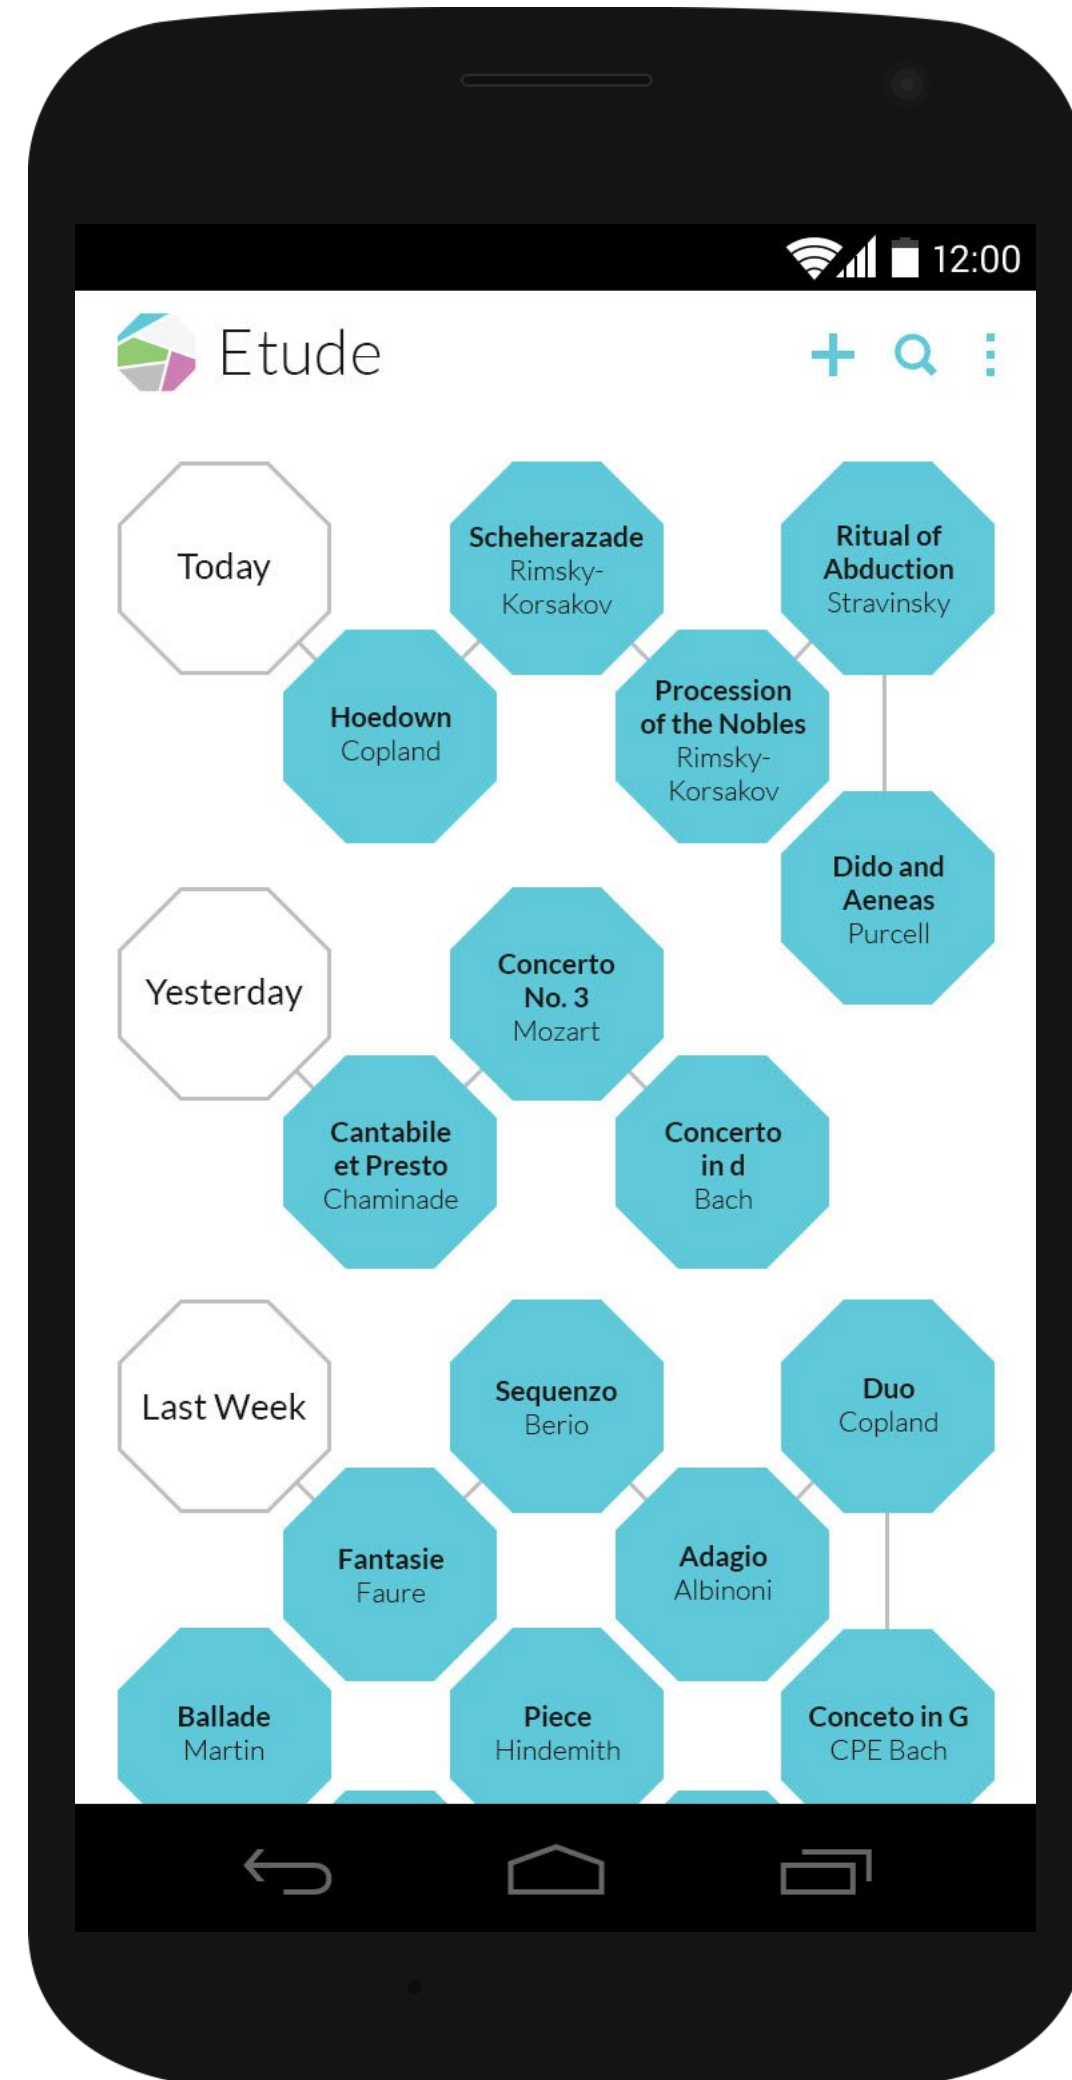 12:00
Etude
Today
Scheherazade
Rimsky-
Korsakov
Ritual of
Abduction
Stravinsky
Hoedown
Copland
Procession
of the Nobles
Rimsky-
Korsakov
Dido and
Aeneas
Purcell
Yesterday
Concerto
No. 3
Mozart
Cantabile
et Presto
Chaminade
Concerto
in d
Bach
Last Week
Sequenzo
Berio
Duo
Copland
Fantasie
Faure
Adagio
Albinoni
Ballade
Martin
Piece
Hindemith
Conceto in G
CPE Bach